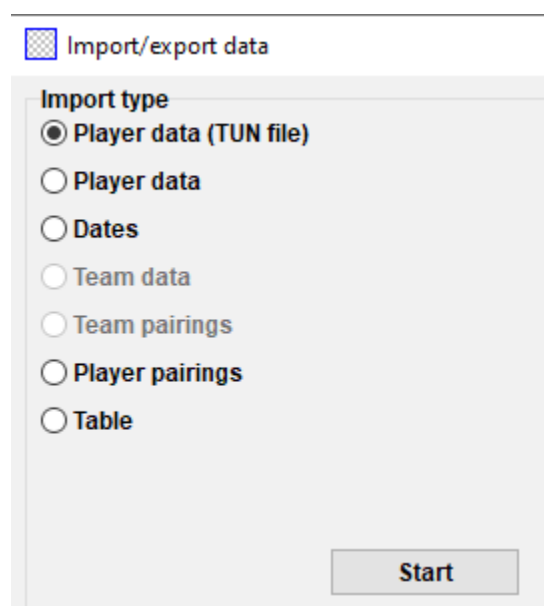 Import/export data
Import type
Player data (TUN file)
Player data
Dates
Team data
Team pairings
Player pairings
Table
Start